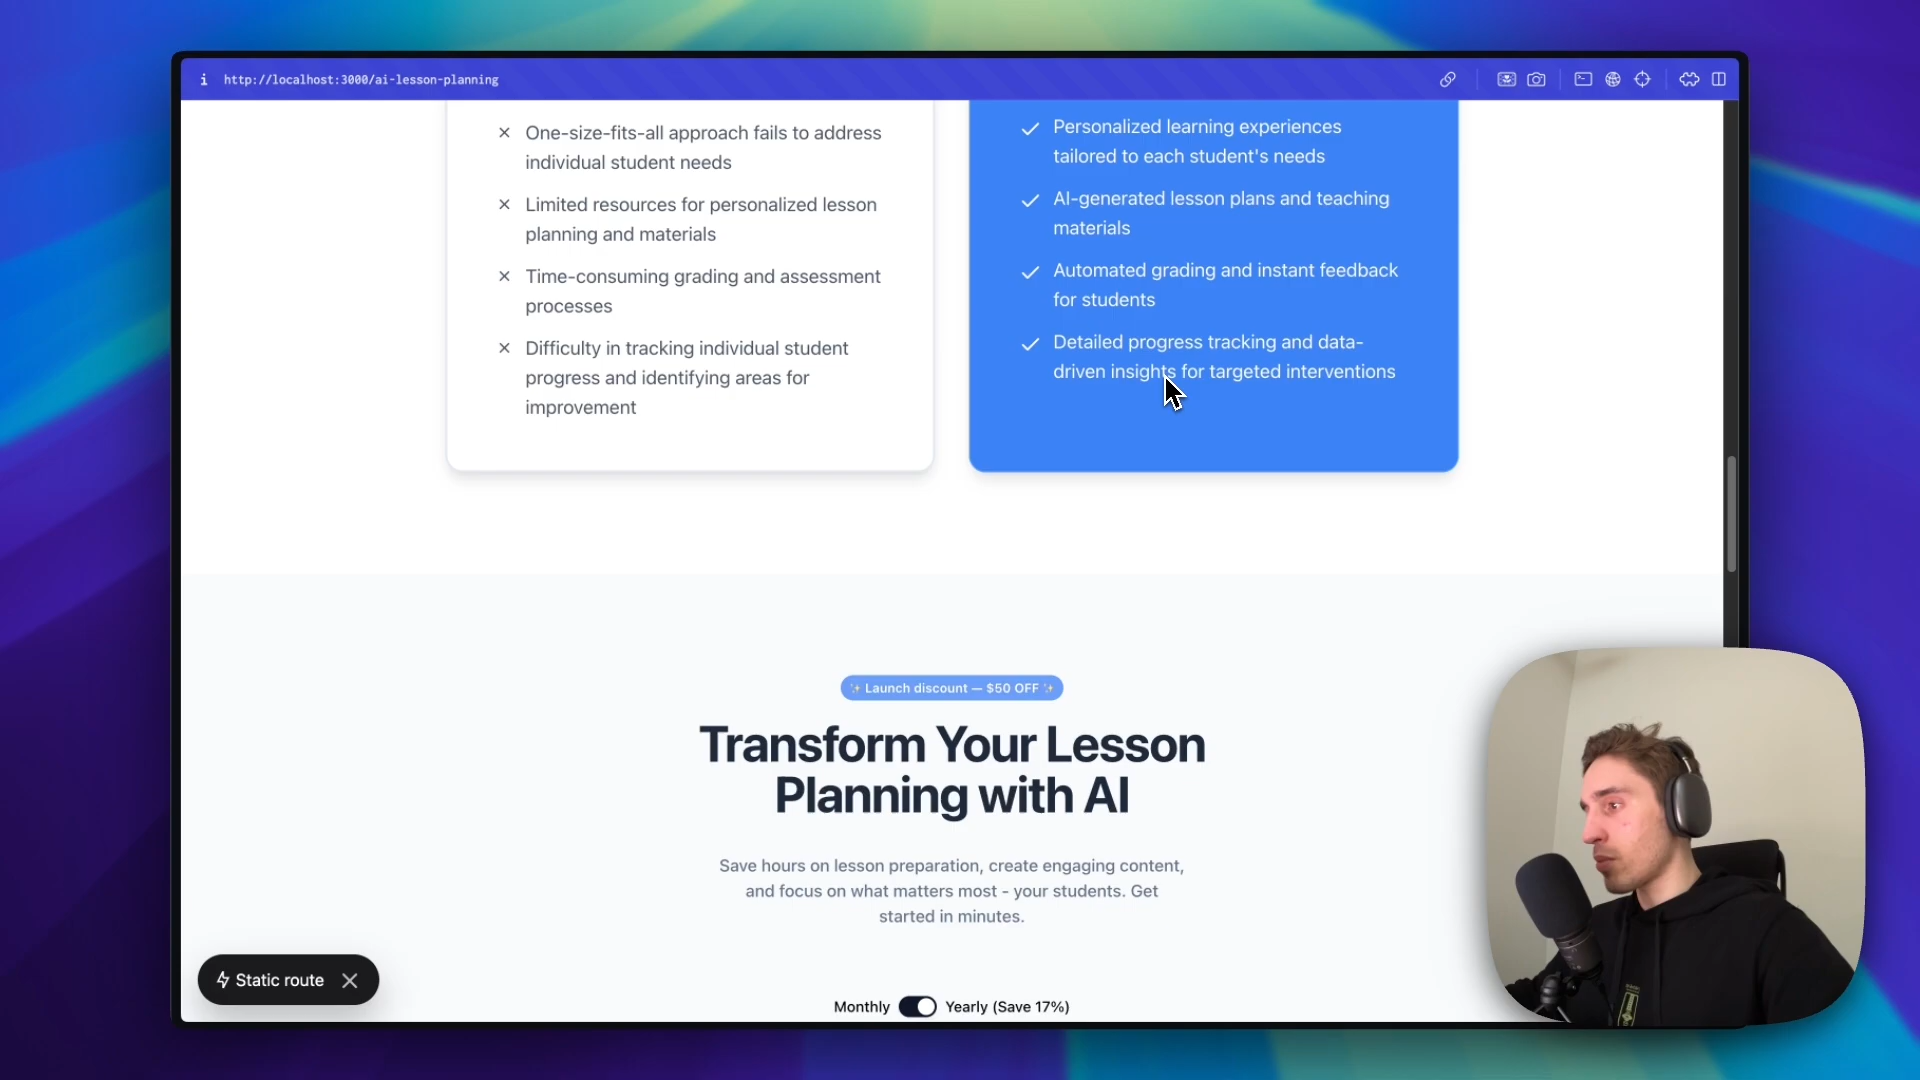 http://localhost:3000/ai-lesson-planning
One-size-fits-all approach fails to address
individual student needs
Limited resources for personalized lesson
planning and materials
Time-consuming grading and assessment
processes
Difficulty in tracking individual student
progress and identifying areas for
improvement
Personalized learning experiences
tailored to each student's needs
AI-generated lesson plans and teaching
materials
Automated grading and instant feedback
for students
Detailed progress tracking and data-
driven insights for targeted interventions
✨ Launch discount — $50 OFF ✨
Transform Your Lesson
Planning with AI
Save hours on lesson preparation, create engaging content,
and focus on what matters most - your students. Get
started in minutes.
Monthly Yearly (Save 17%)
Static route